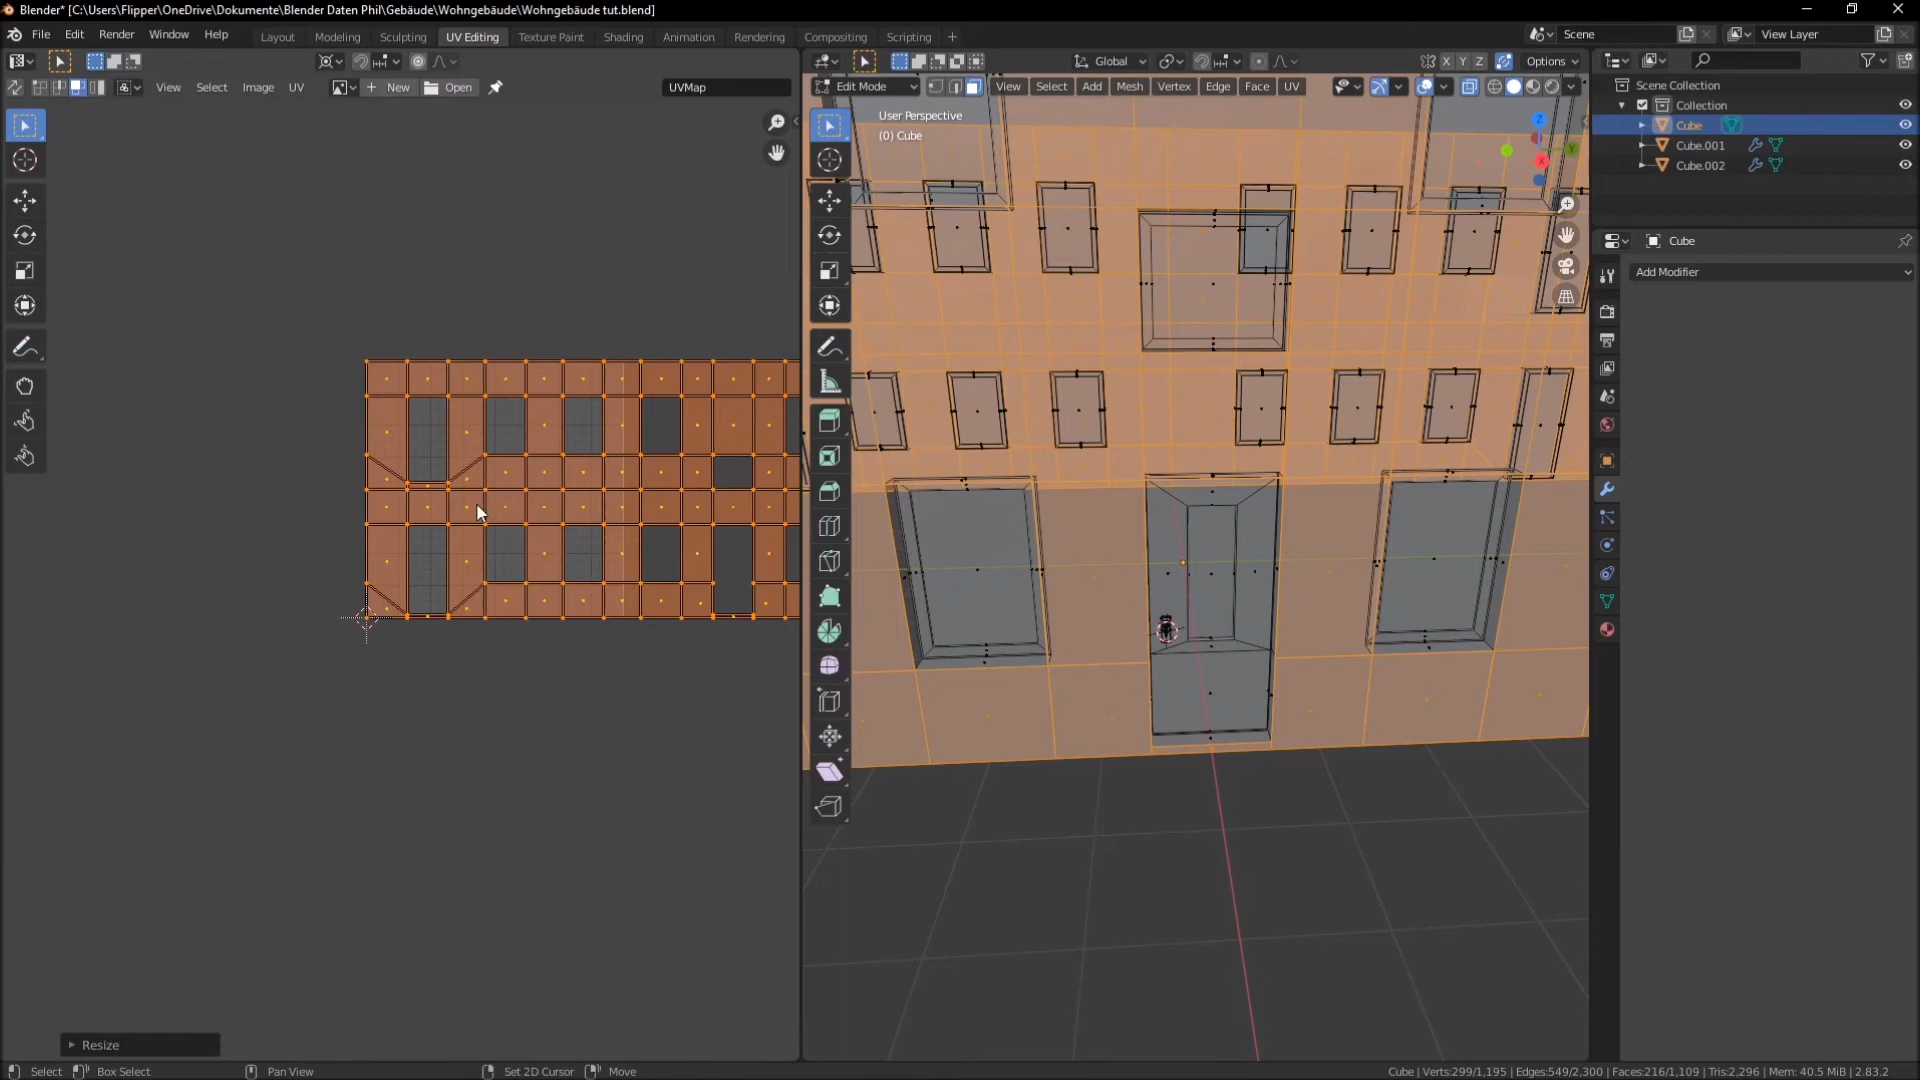 Blender* [C:\Users\Flipper\OneDrive\Dokumente\Blender Daten Phil\Gebäude\Wohngebäude\Wohngebäude tut.blend]
File Edit Render Window Help Layout Modeling Sculpting UV Editing Texture Paint Shading Animation Rendering Compositing Scripting + Scene View Layer
Global X Y Z Options
View Select Image UV + New Open UVMap Edit Mode View Select Add Mesh Vertex Edge Face UV
Scene Collection
Collection
Cube
Cube.001
Cube.002
User Perspective
(0) Cube
Z
Y
X
Cube
Add Modifier
Resize
Select Box Select Pan View Set 2D Cursor Move Cube | Verts:299/1,195 | Edges:549/2,300 | Faces:216/1,109 | Tris:2,296 | Mem: 40.5 MiB | 2.83.2